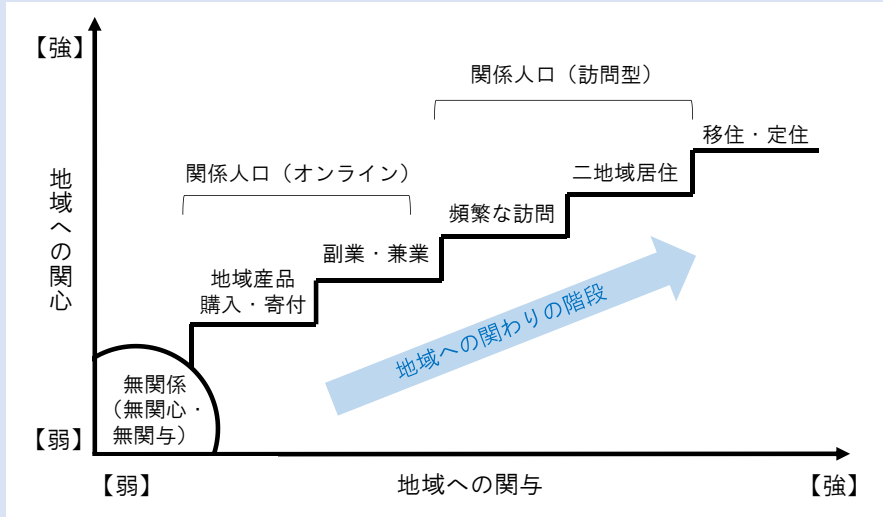 【強】
関係人口（訪問型）
移住・定住
関係人口（オンライン）
二地域居住
頻繁な訪問
副業・兼業
地域産品
購入・寄付
地域への関心
地域への関わりの階段
無関係
（無関心・
無関与）
【弱】
【弱】
地域への関与
【強】